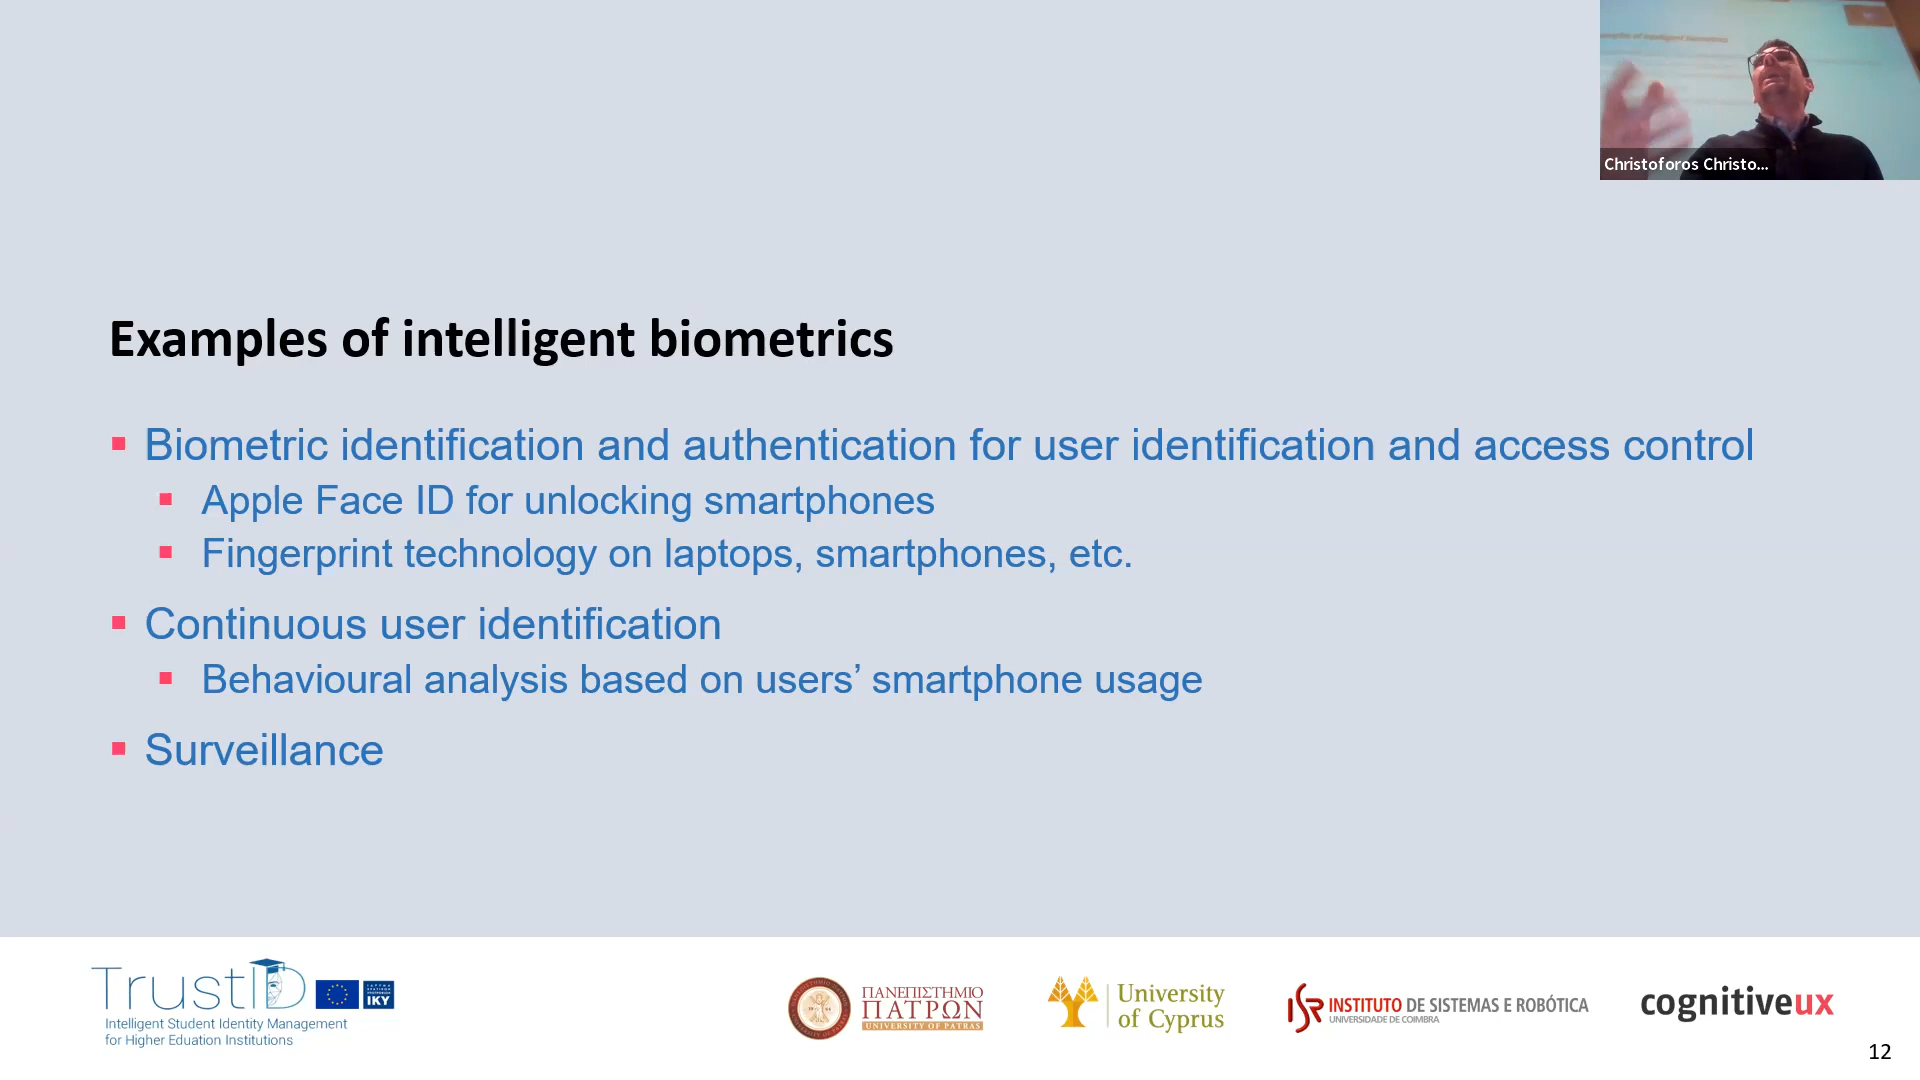 Christoforos Christo...
Examples of intelligent biometrics
Biometric identification and authentication for user identification and access control
Apple Face ID for unlocking smartphones
Fingerprint technology on laptops, smartphones, etc.
Continuous user identification
Behavioural analysis based on users’ smartphone usage
Surveillance
TrustID
IKY
Intelligent Student Identity Management
for Higher Eduation Institutions
ΠΑΝΕΠΙΣΤΗΜΙΟ
ΠΑΤΡΩΝ
UNIVERSITY OF PATRAS
University
of Cyprus
ISR INSTITUTO DE SISTEMAS E ROBÓTICA
UNIVERSIDADE DE COIMBRA
cognitiveux
12